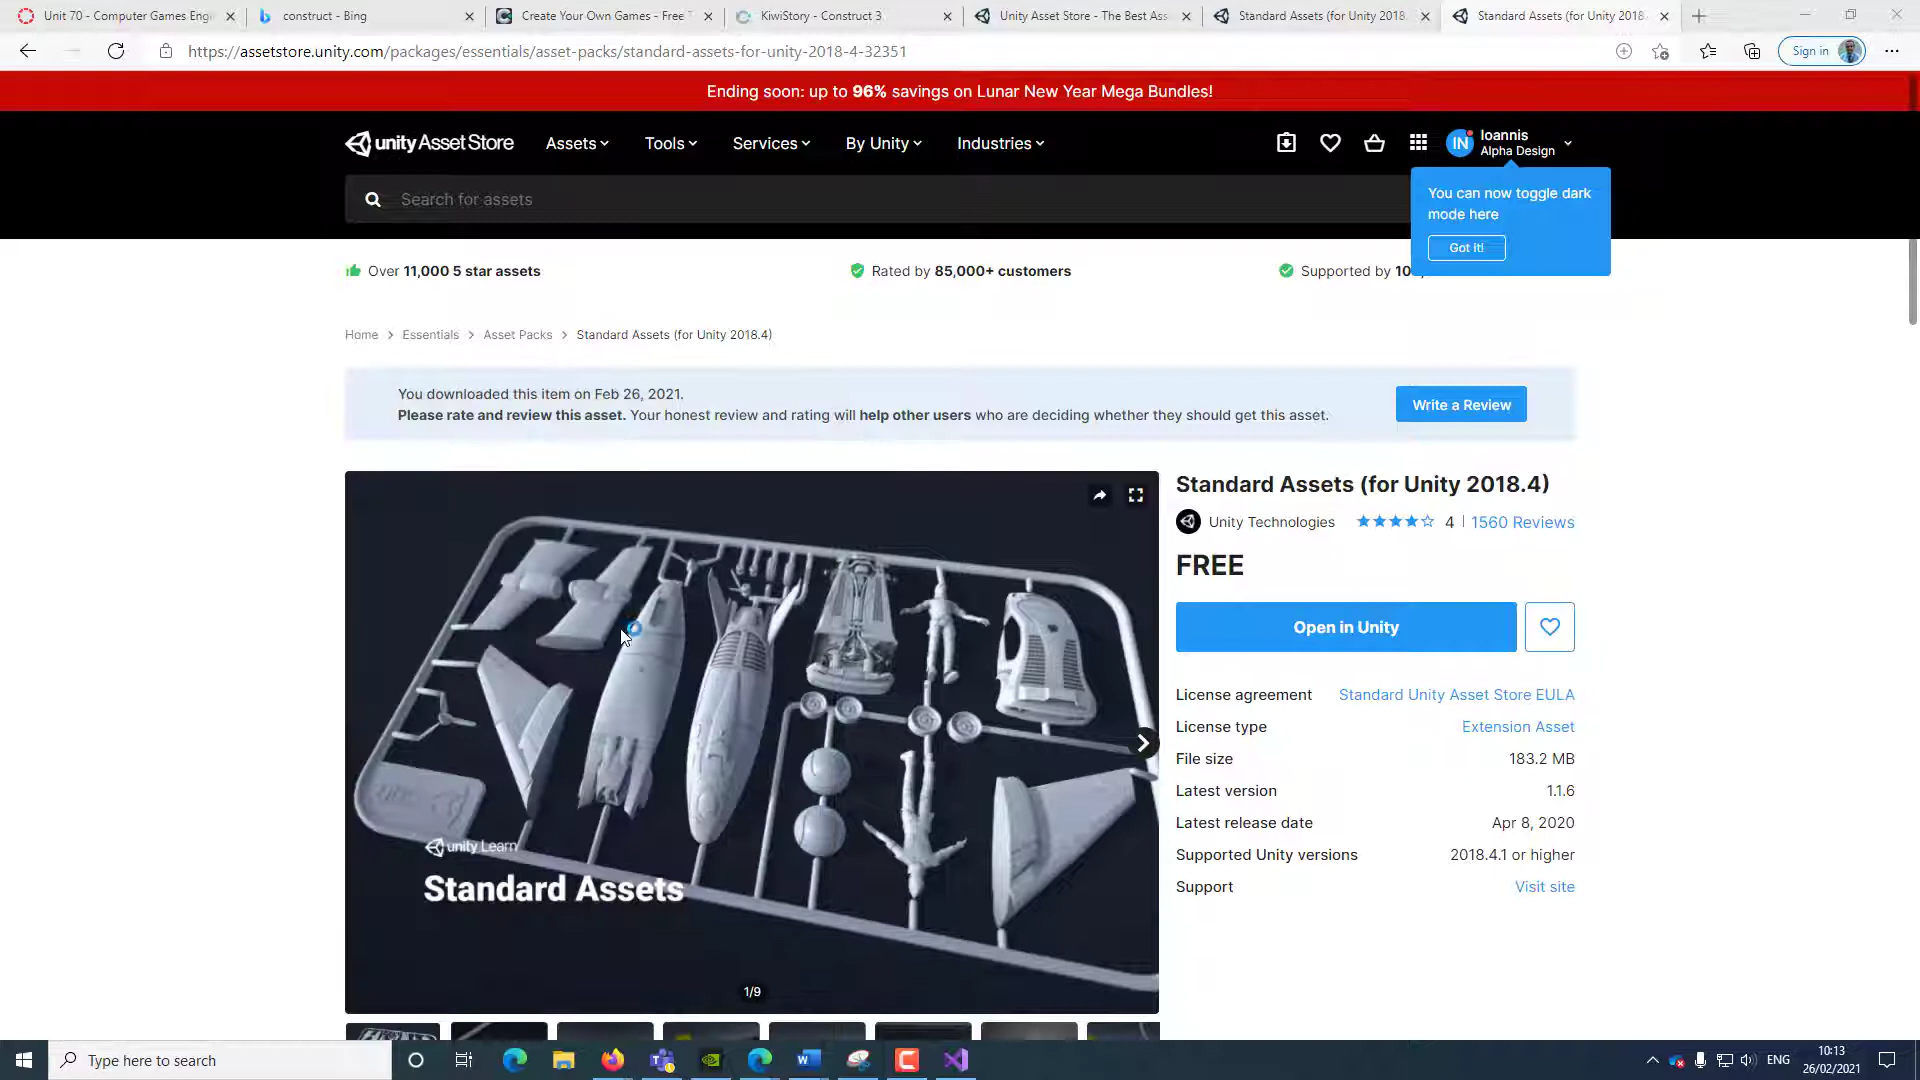 Unit 70 - Computer Games Eng
construct - Bing
Create Your Own Games - Free
KiwiStory - Construct 3
Unity Asset Store - The Best Ass
Standard Assets (for Unity 2018
Standard Assets (for Unity 2018
https://assetstore.unity.com/packages/essentials/asset-packs/standard-assets-for-unity-2018-4-32351
Sign in
Ending soon: up to 96% savings on Lunar New Year Mega Bundles!
unity Asset Store
Assets
Tools
Services
By Unity
Industries
IN
Ioannis
Alpha Design
Search for assets
You can now toggle dark
mode here
Got it!
Over 11,000 5 star assets
Rated by 85,000+ customers
Supported by
Home > Essentials > Asset Packs > Standard Assets (for Unity 2018.4)
You downloaded this item on Feb 26, 2021.
Please rate and review this asset. Your honest review and rating will help other users who are deciding whether they should get this asset.
Write a Review
unity Learn
Standard Assets
1/9
Standard Assets (for Unity 2018.4)
Unity Technologies
4 | 1560 Reviews
FREE
Open in Unity
License agreement Standard Unity Asset Store EULA
License type Extension Asset
File size 183.2 MB
Latest version 1.1.6
Latest release date Apr 8, 2020
Supported Unity versions 2018.4.1 or higher
Support Visit site
Type here to search
ENG
10:13
26/02/2021